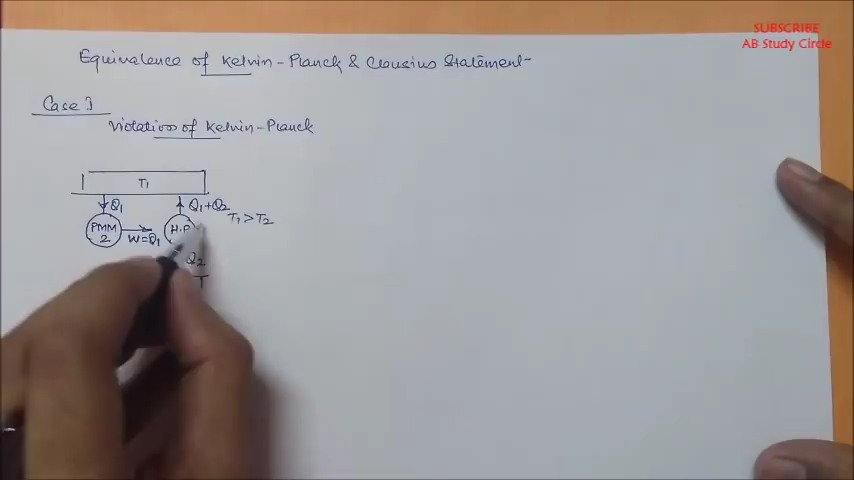 SUBSCRIBE
AB Study Circle
Equivalence of Kelvin-Planck & Clausius Statement-
Case I
Violation of Kelvin-Planck
T1
Q1
Q1+Q2
T1 > T2
PMM
2
W=Q1
H.P
Q2